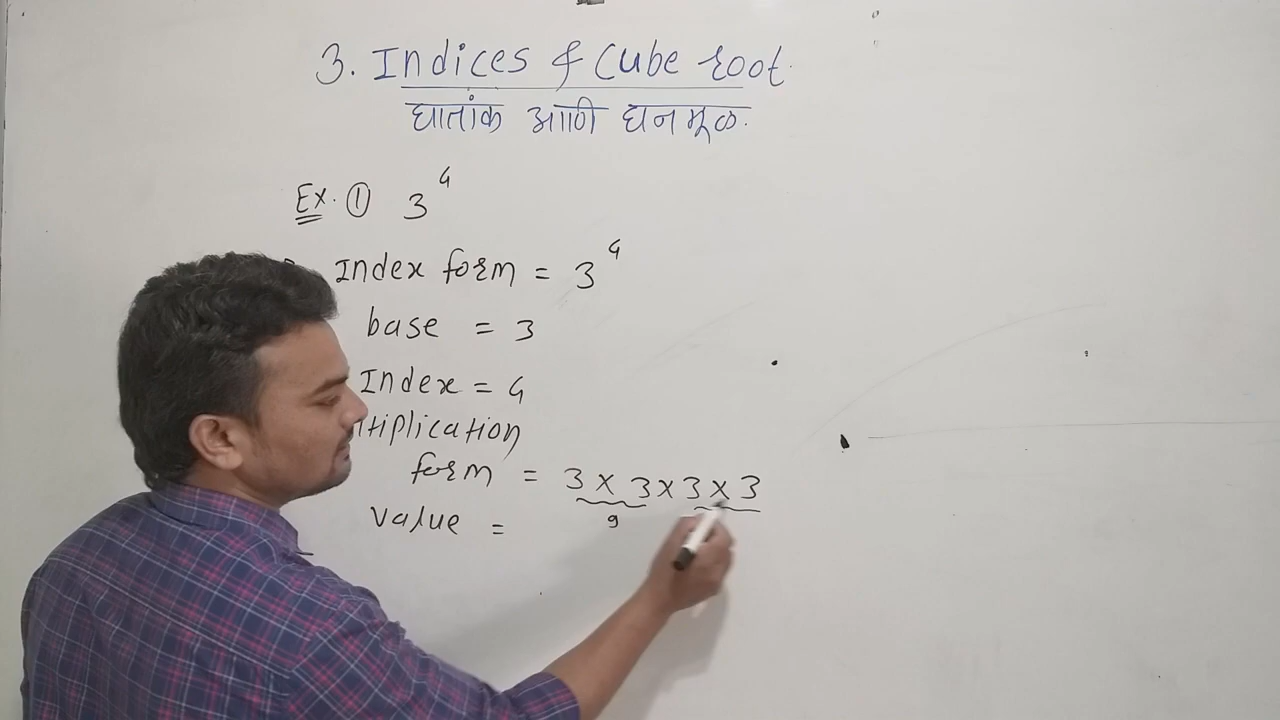 3. Indices & Cube root.
घातांक आणि घनमूळ.
Ex. ① 3⁴
Index form = 3⁴
base = 3
Index = 4
tiplication
form = 3 × 3 × 3 × 3
9
value =